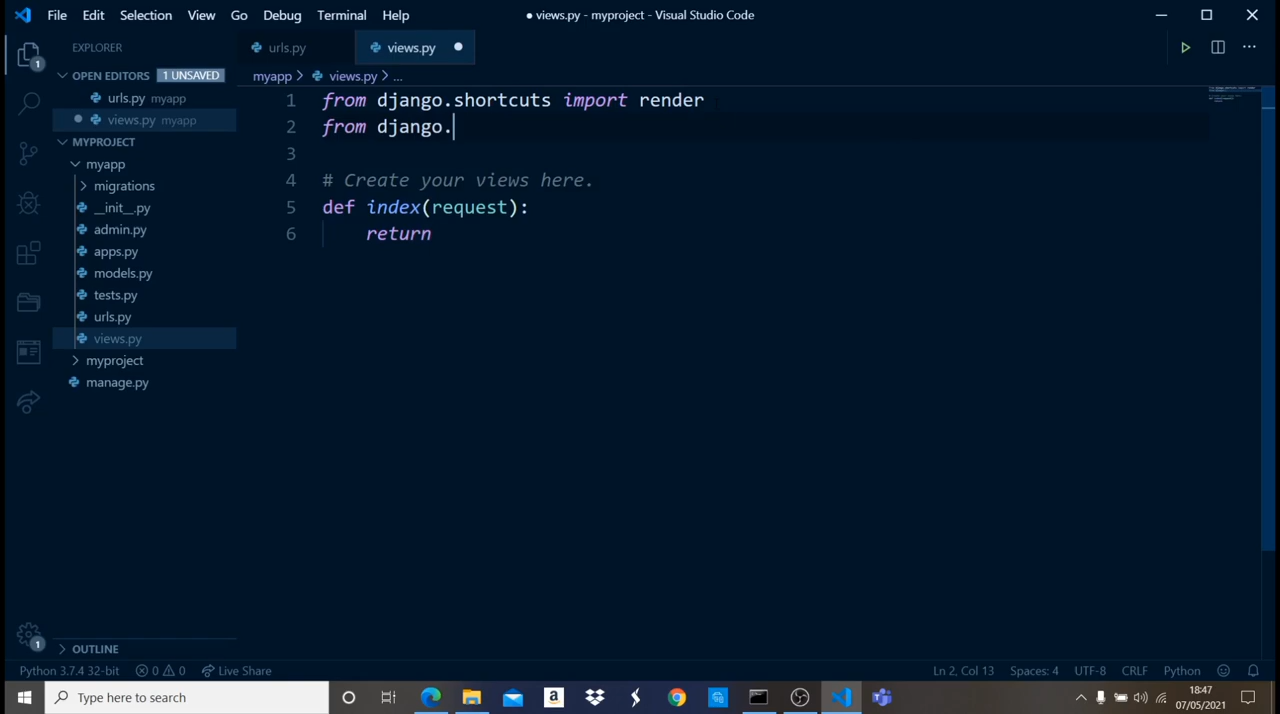 File Edit Selection View Go Debug Terminal Help
● views.py - myproject - Visual Studio Code
EXPLORER
urls.py
views.py
OPEN EDITORS 1 UNSAVED
myapp > views.py > ...
urls.py myapp
views.py myapp
MYPROJECT
myapp
migrations
__init__.py
admin.py
apps.py
models.py
tests.py
urls.py
views.py
myproject
manage.py
1 from django.shortcuts import render
2 from django.
3
4 # Create your views here.
5 def index(request):
6 return
1
1
OUTLINE
Python 3.7.4 32-bit 0 0 Live Share
Ln 2, Col 13 Spaces: 4 UTF-8 CRLF Python
Type here to search
18:47
07/05/2021